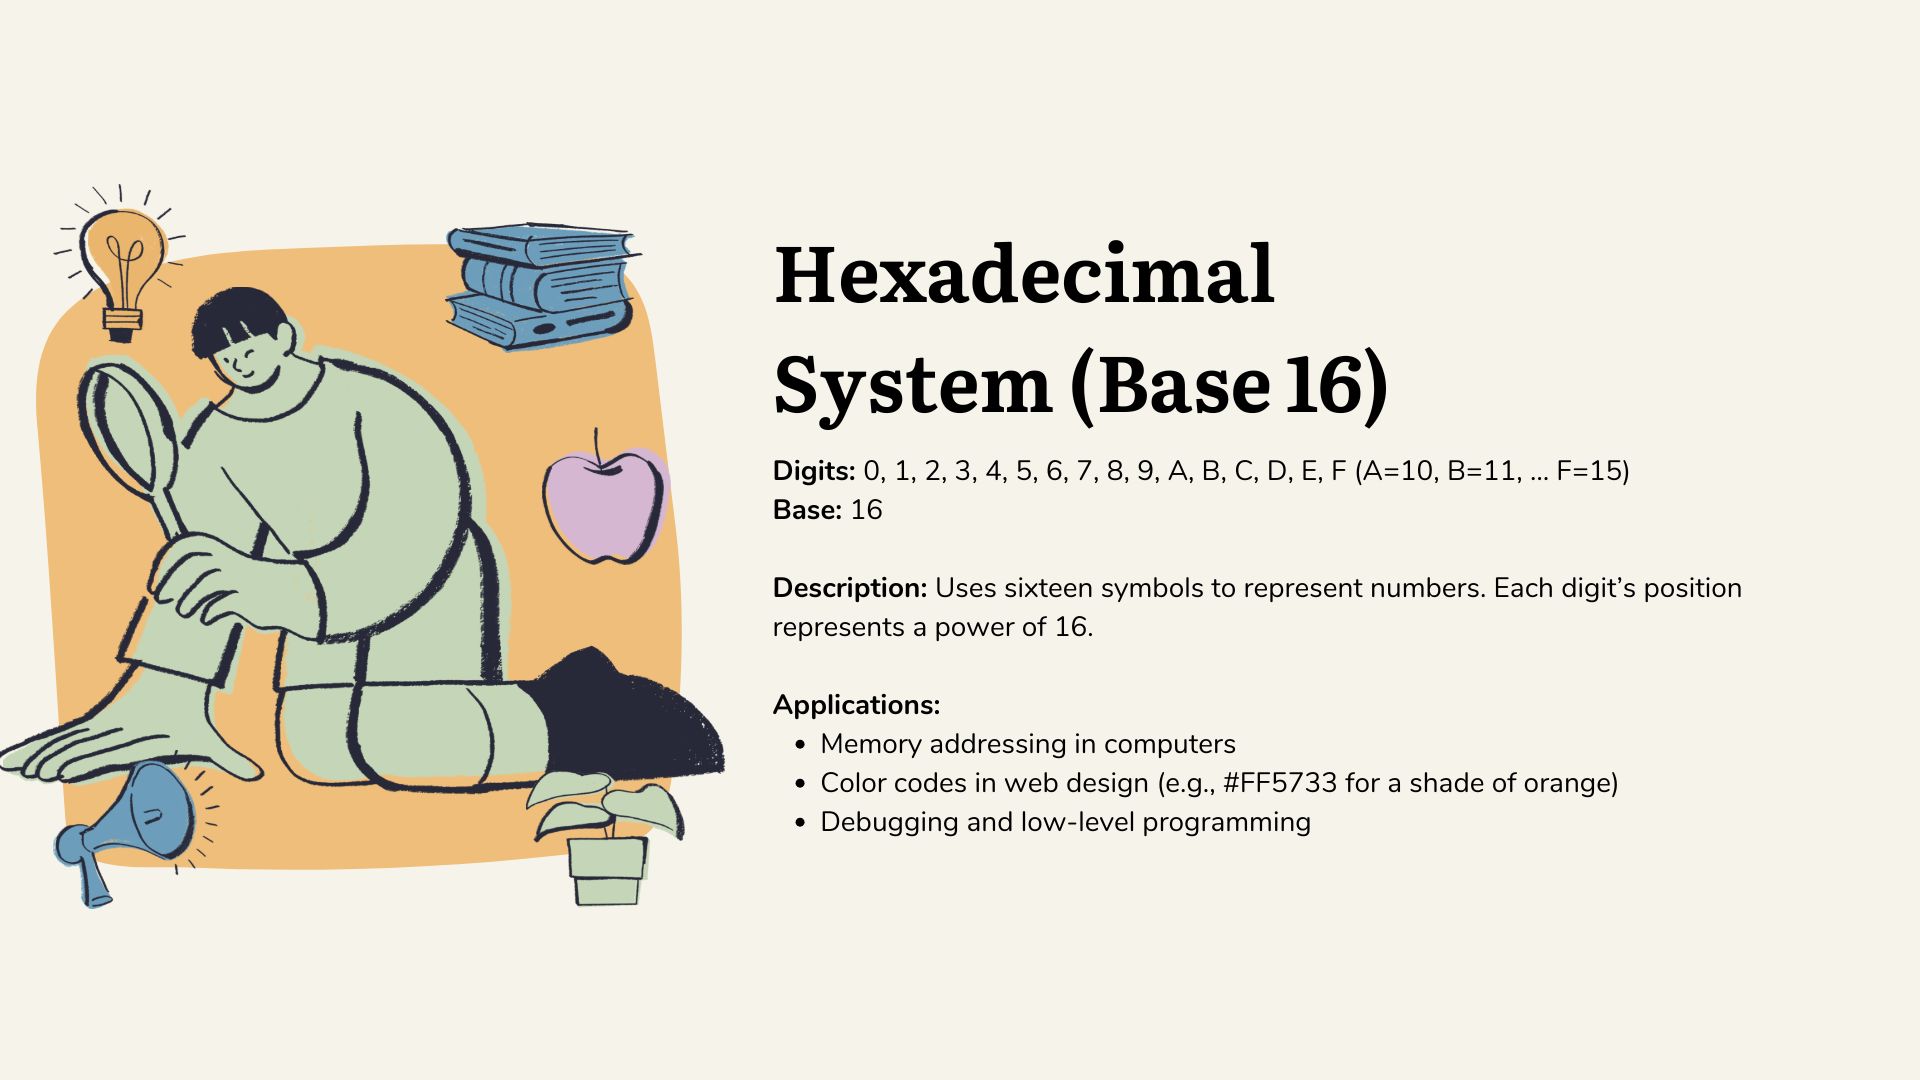 Hexadecimal
System (Base 16)
Digits: 0, 1, 2, 3, 4, 5, 6, 7, 8, 9, A, B, C, D, E, F (A=10, B=11, ... F=15)
Base: 16
Description: Uses sixteen symbols to represent numbers. Each digit’s position
represents a power of 16.
Applications:
• Memory addressing in computers
• Color codes in web design (e.g., #FF5733 for a shade of orange)
• Debugging and low-level programming